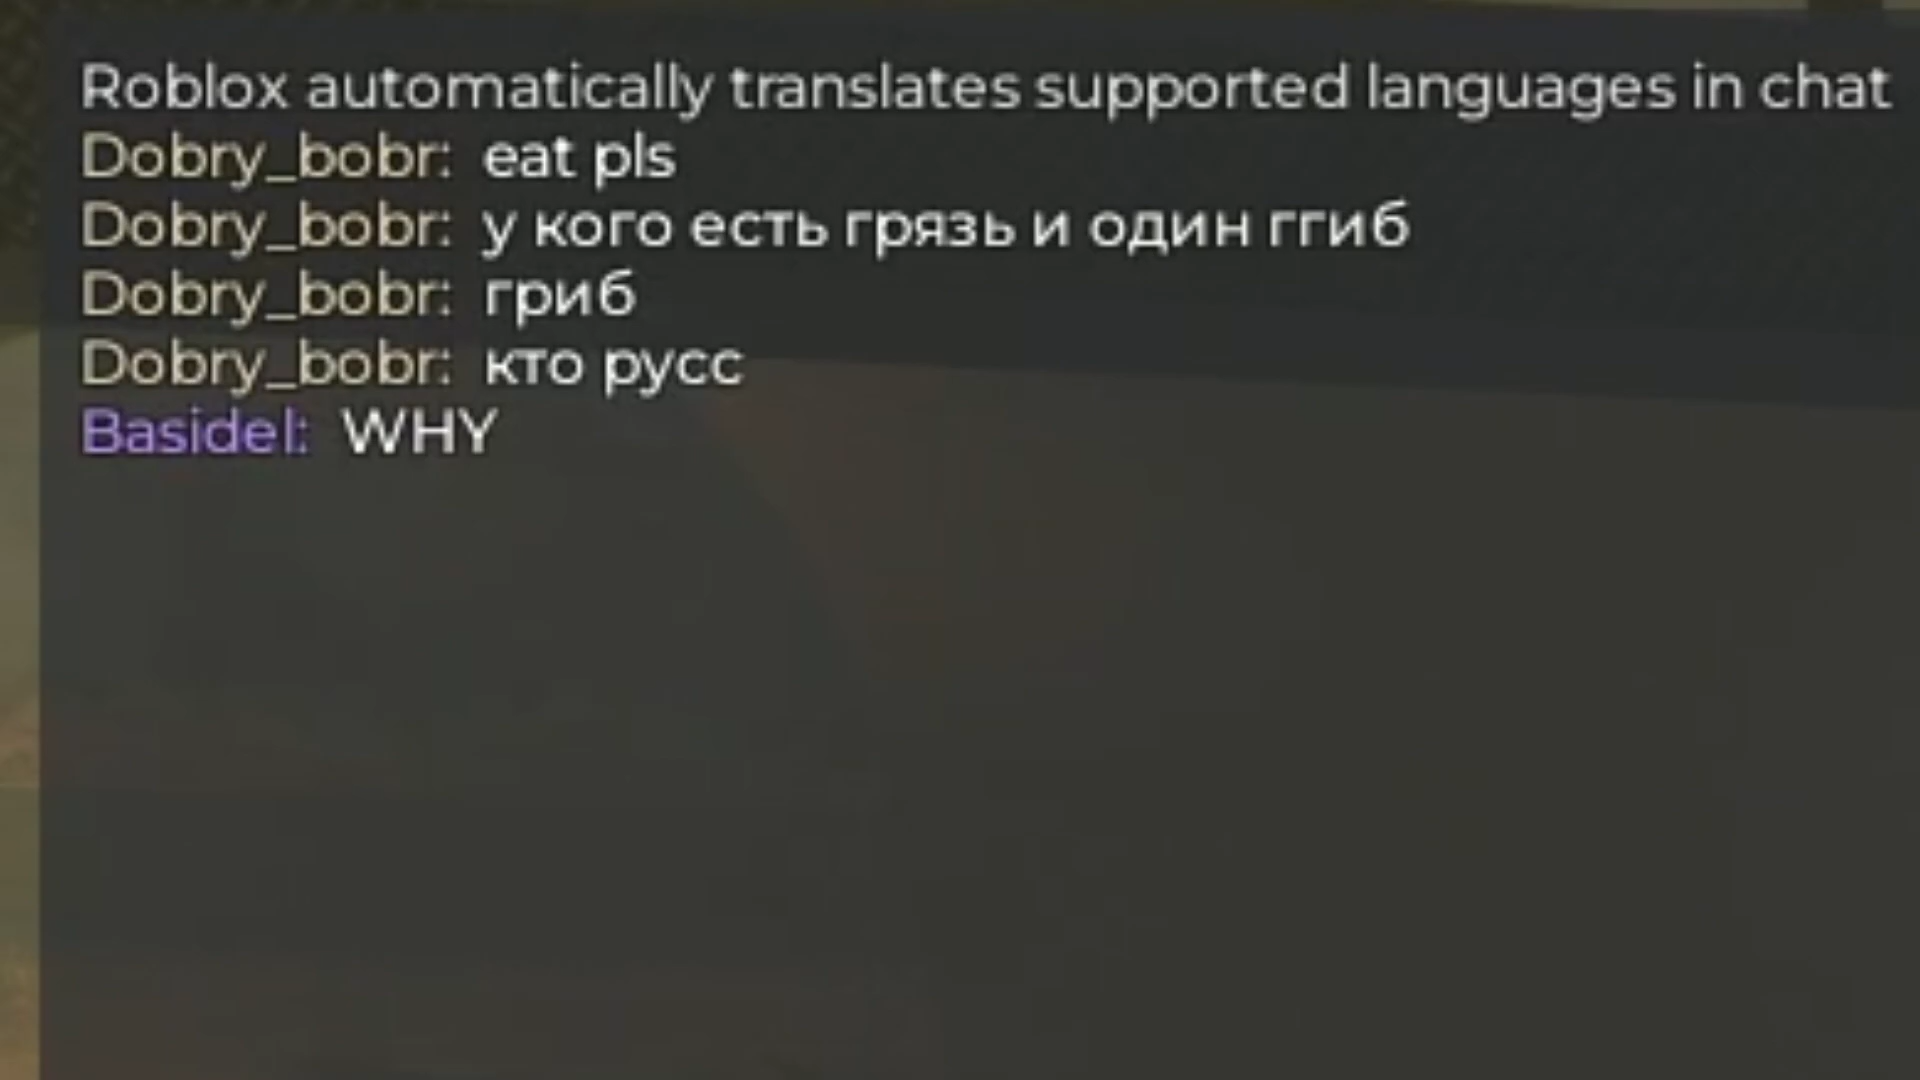 Roblox automatically translates supported languages in chat
Dobry_bobr: eat pls
Dobry_bobr: у кого есть грязь и один ггиб
Dobry_bobr: гриб
Dobry_bobr: кто русс
Basidel: WHY